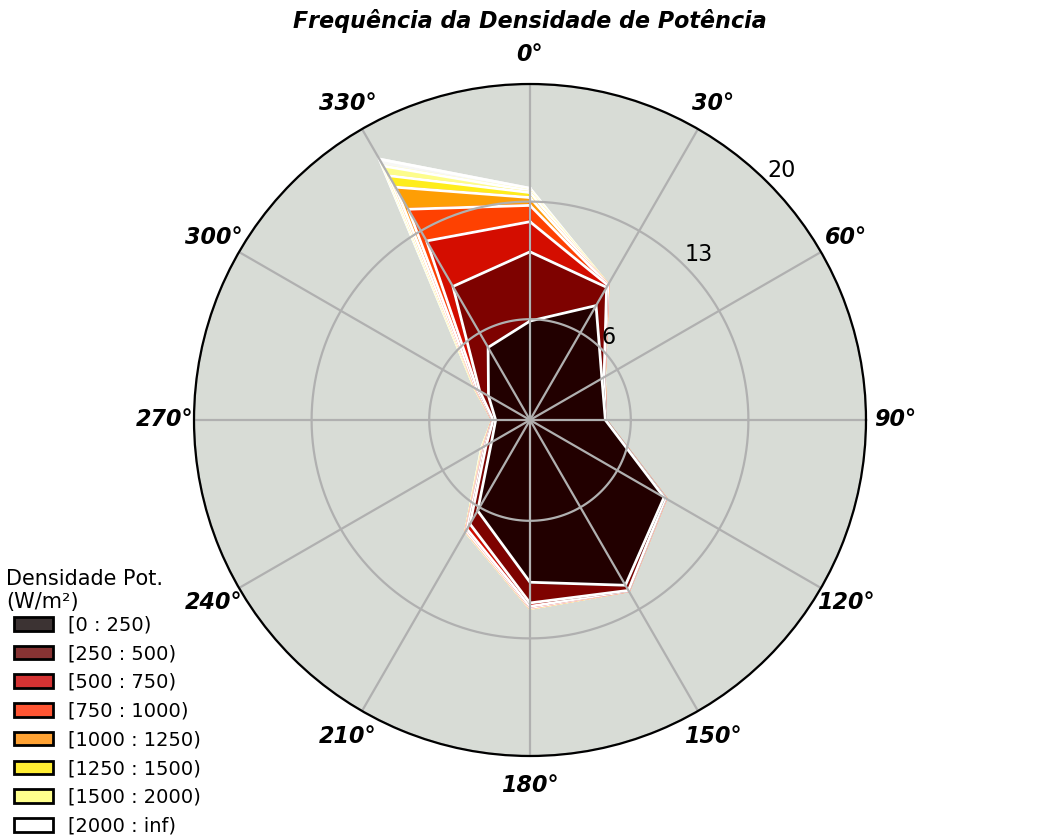 Frequência da Densidade de Potência
0°
330°
30°
20
300°
60°
13
6
270°
90°
240°
120°
210°
150°
180°
Densidade Pot.
(W/m²)
[0 : 250)
[250 : 500)
[500 : 750)
[750 : 1000)
[1000 : 1250)
[1250 : 1500)
[1500 : 2000)
[2000 : inf)